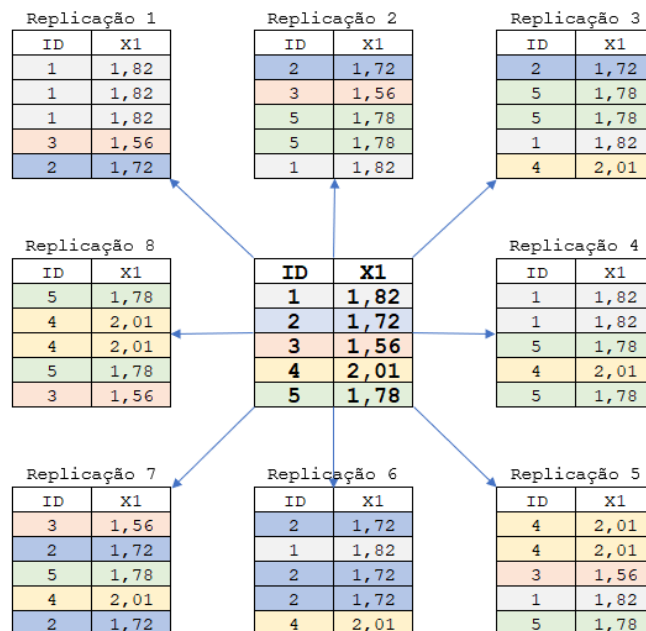 Replicação 1
ID X1
1 1,82
1 1,82
1 1,82
3 1,56
2 1,72
Replicação 2
ID X1
2 1,72
3 1,56
5 1,78
5 1,78
1 1,82
Replicação 3
ID X1
2 1,72
5 1,78
5 1,78
1 1,82
4 2,01
Replicação 8
ID X1
5 1,78
4 2,01
4 2,01
5 1,78
3 1,56
ID X1
1 1,82
2 1,72
3 1,56
4 2,01
5 1,78
Replicação 4
ID X1
1 1,82
1 1,82
5 1,78
4 2,01
5 1,78
Replicação 7
ID X1
3 1,56
2 1,72
5 1,78
4 2,01
2 1,72
Replicação 6
ID X1
2 1,72
1 1,82
2 1,72
2 1,72
4 2,01
Replicação 5
ID X1
4 2,01
4 2,01
3 1,56
1 1,82
5 1,78